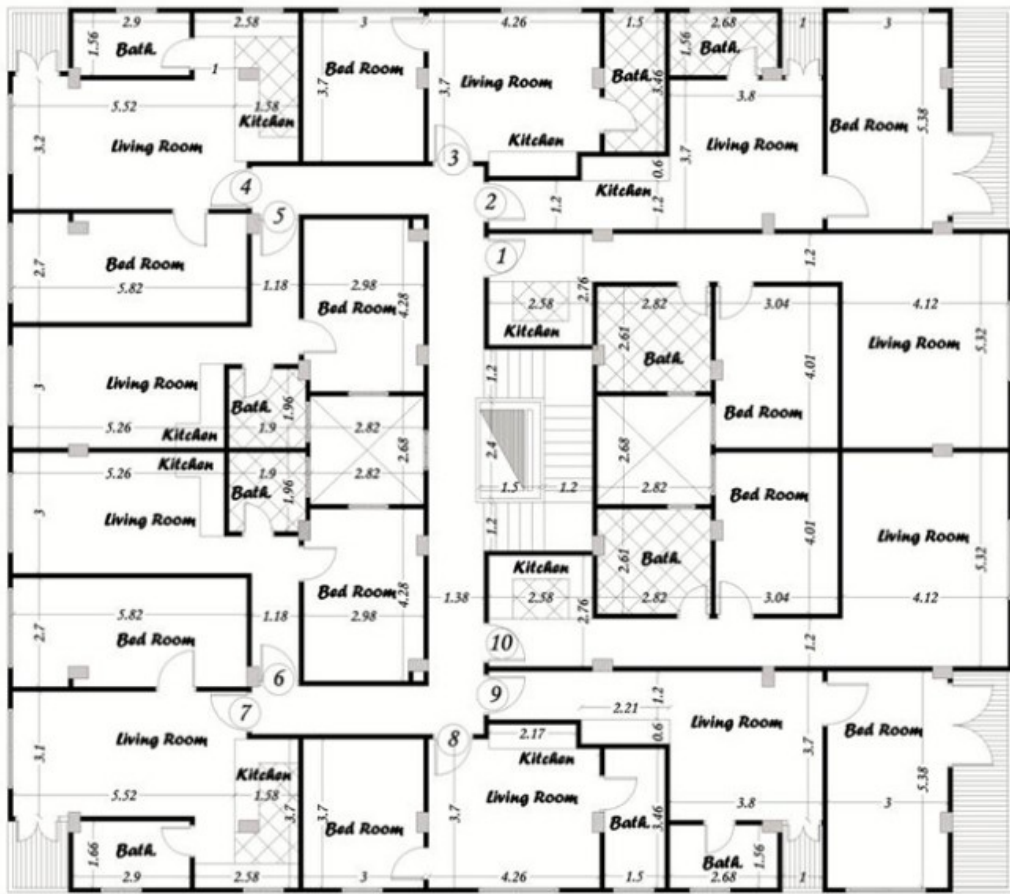 2.9 2.58 3 4.26 1.5 2.68 1 3
1.56 Bath. 1 Bed Room 3.7 3.7 Living Room Bath. 3.46 1.56 Bath.
5.52 1.58 Kitchen 3.8 Bed Room 5.38
3.2 Living Room Kitchen 3.7 Living Room
3 0.6
4 Kitchen
5 2 1.2 1.2
Bed Room 1 1.2
2.7 5.82 1.18 2.98 4.28 2.76 2.82 3.04 4.12
Bed Room 2.58
Kitchen 2.61 Living Room 5.32
Bath. 4.01
3 Living Room 1.2
Bath. 1.96 Bed Room
5.26 Kitchen 1.9 2.82 2.68 2.4 2.68
Kitchen
5.26 1.9 2.82 1.5 1.2 2.82 Bed Room
Bath. 1.96
3 Living Room 1.2 4.01 Living Room 5.32
Bath.
Kitchen 2.61
Bed Room 4.28 2.58 2.76
5.82 1.18 2.98 1.38 2.82 3.04 4.12
2.7 Bed Room 10 1.2
6 9
7 2.21 1.2
Living Room 8 2.17 0.6 Living Room Bed Room
3.1 Kitchen Kitchen 3.7
5.52 1.58 Living Room 3.8 3 5.38
3.7 3.7 3.7 3.46
Bed Room Bath.
1.66 Bath. Bath. 1.56
2.9 2.58 3 4.26 1.5 2.68 1